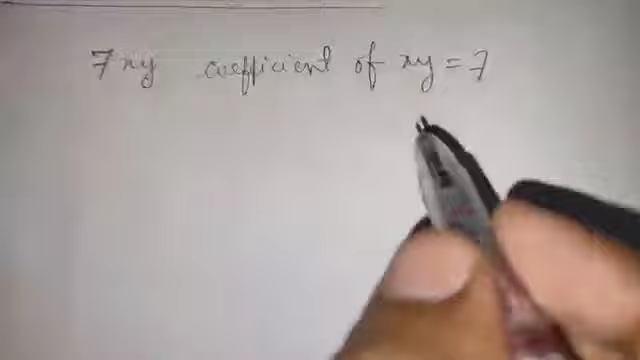 7xy coefficient of xy = 7